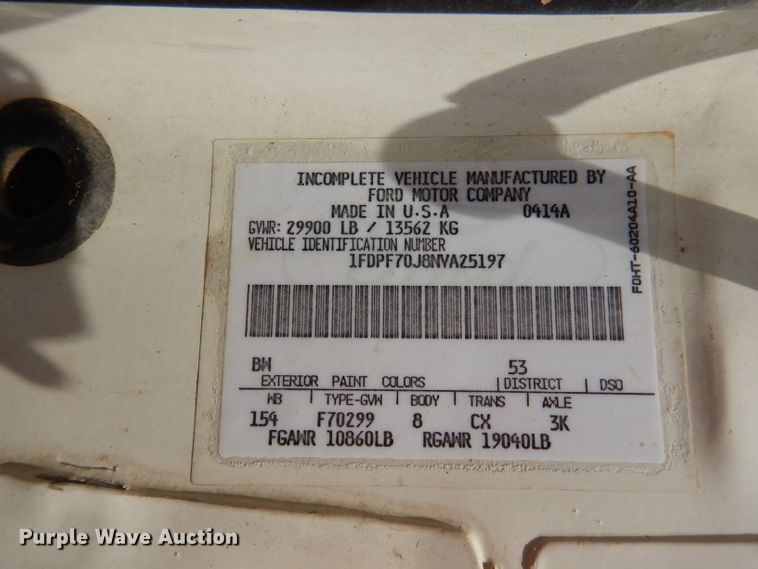 INCOMPLETE VEHICLE MANUFACTURED BY
FORD MOTOR COMPANY
MADE IN U.S.A 0414A
GVWR: 29900 LB / 13562 KG
VEHICLE IDENTIFICATION NUMBER
1FDPF70J8NVA25197
F0HT-60204A10-AA
BW 53
EXTERIOR PAINT COLORS | DISTRICT | DSO
WB | TYPE-GVW | BODY | TRANS | AXLE
154 F70299 8 CX 3K
FGAWR 10860LB RGAWR 19040LB
Purple Wave Auction